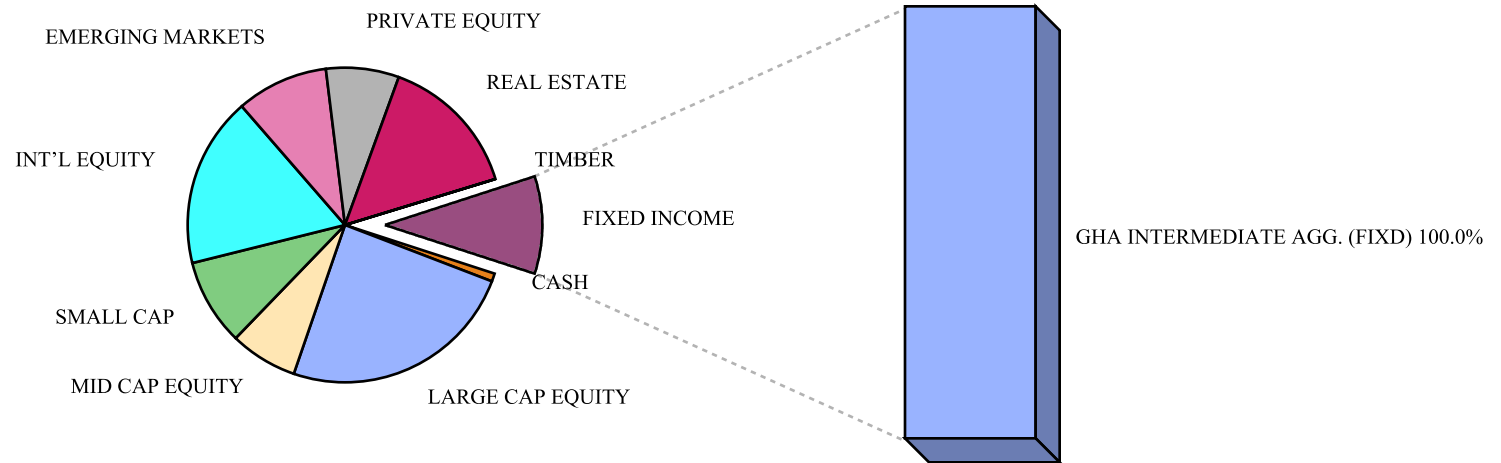 PRIVATE EQUITY
EMERGING MARKETS
REAL ESTATE
INT’L EQUITY
TIMBER
FIXED INCOME
GHA INTERMEDIATE AGG. (FIXD) 100.0%
CASH
SMALL CAP
MID CAP EQUITY
LARGE CAP EQUITY